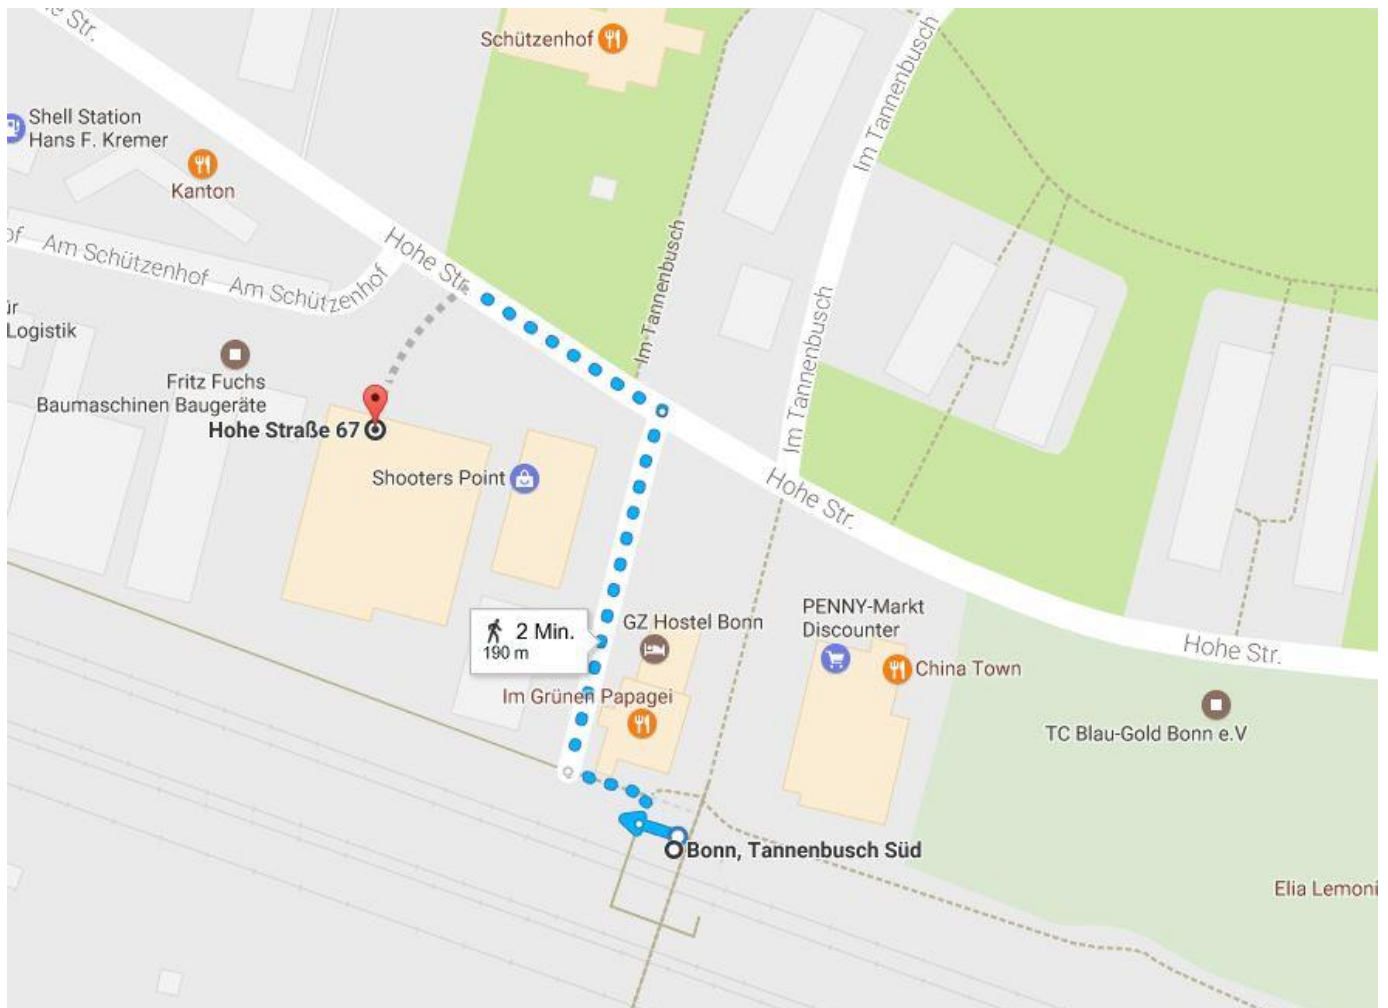 Str.
Schützenhof
Im Tannenbusch
Shell Station
Hans F. Kremer
Kanton
Hohe Str.
Im Tannenbusch
Am Schützenhof
Am Schützenhof
Im Tannenbusch
Logistik
Fritz Fuchs
Baumaschinen Baugeräte
Hohe Straße 67
Shooters Point
Hohe Str.
2 Min.
190 m
GZ Hostel Bonn
PENNY-Markt
Discounter
Hohe Str.
China Town
Im Grünen Papagei
TC Blau-Gold Bonn e.V
Bonn, Tannenbusch Süd
Elia Lemoni